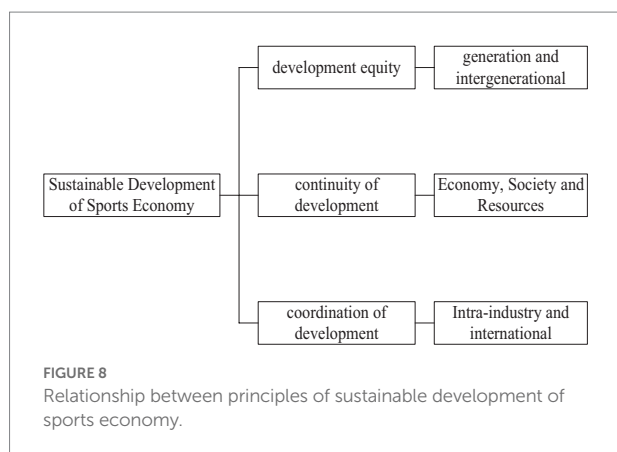 development equity
generation and
intergenerational
Sustainable Development
of Sports Economy
continuity of
development
Economy, Society and
Resources
coordination of
development
Intra-industry and
international
FIGURE 8
Relationship between principles of sustainable development of
sports economy.